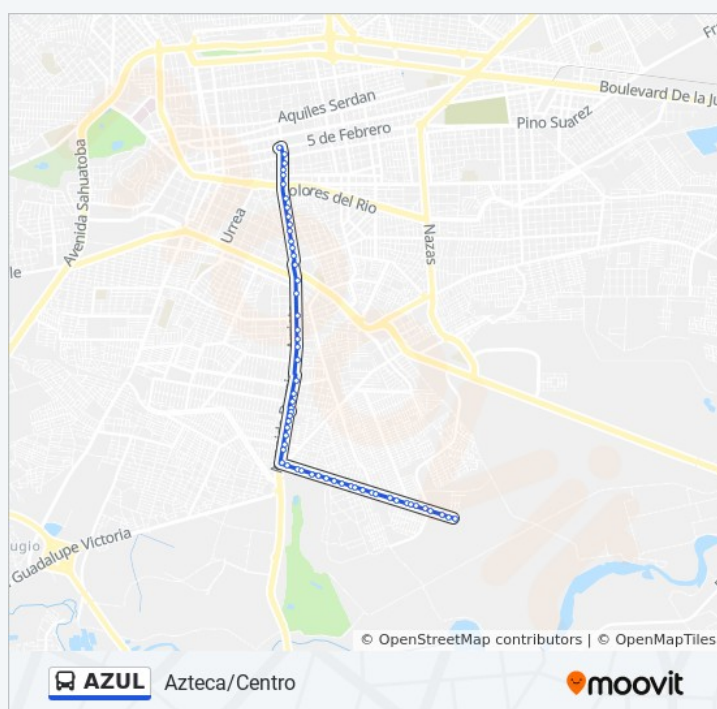 Aquiles Serdan
5 de Febrero
Pino Suarez
Boulevard De la Ju
Fr
Avenida Sahuatoba
Dolores del Rio
Urrea
Nazas
lle
ugio
Guadalupe Victoria
© OpenStreetMap contributors | © OpenMapTiles
AZUL
Azteca/Centro
moovit